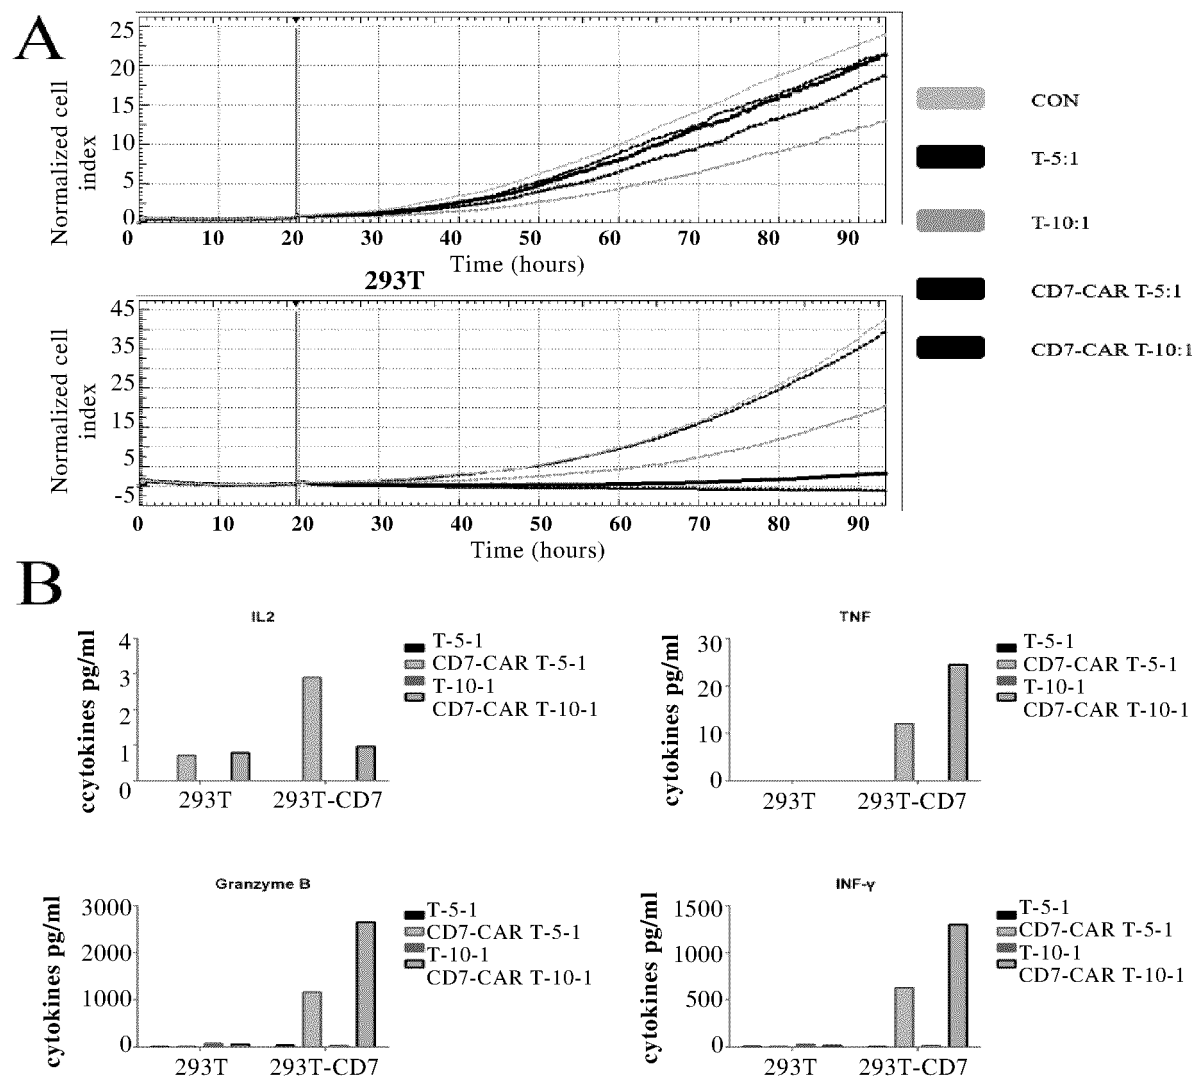 A
25
20
15
10
5
0
Normalized cell
index
0 10 20 30 40 50 60 70 80 90
Time (hours)
293T
CON
T-5:1
T-10:1
CD7-CAR T-5:1
CD7-CAR T-10:1
45
35
25
15
5
-5
Normalized cell
index
0 10 20 30 40 50 60 70 80 90
Time (hours)
B
IL2
ccytokines pg/ml
4
3
2
1
0
293T 293T-CD7
T-5-1
CD7-CAR T-5-1
T-10-1
CD7-CAR T-10-1
TNF
cytokines pg/ml
30
20
10
0
293T 293T-CD7
T-5-1
CD7-CAR T-5-1
T-10-1
CD7-CAR T-10-1
Granzyme B
cytokines pg/ml
3000
2000
1000
0
293T 293T-CD7
T-5-1
CD7-CAR T-5-1
T-10-1
CD7-CAR T-10-1
INF-γ
cytokines pg/ml
1500
1000
500
0
293T 293T-CD7
T-5-1
CD7-CAR T-5-1
T-10-1
CD7-CAR T-10-1